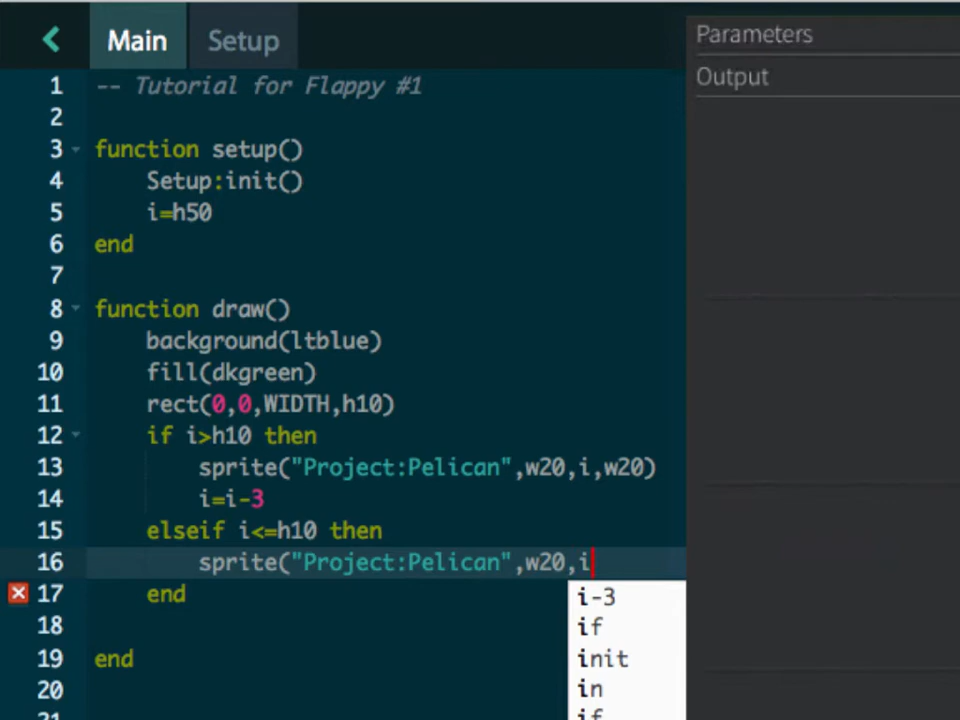 Main Setup
Parameters
Output
1 -- Tutorial for Flappy #1
2
3 function setup()
4 Setup:init()
5 i=h50
6 end
7
8 function draw()
9 background(ltblue)
10 fill(dkgreen)
11 rect(0,0,WIDTH,h10)
12 if i>h10 then
13 sprite("Project:Pelican",w20,i,w20)
14 i=i-3
15 elseif i<=h10 then
16 sprite("Project:Pelican",w20,i
17 end
18
19 end
20
i-3
if
init
in
if